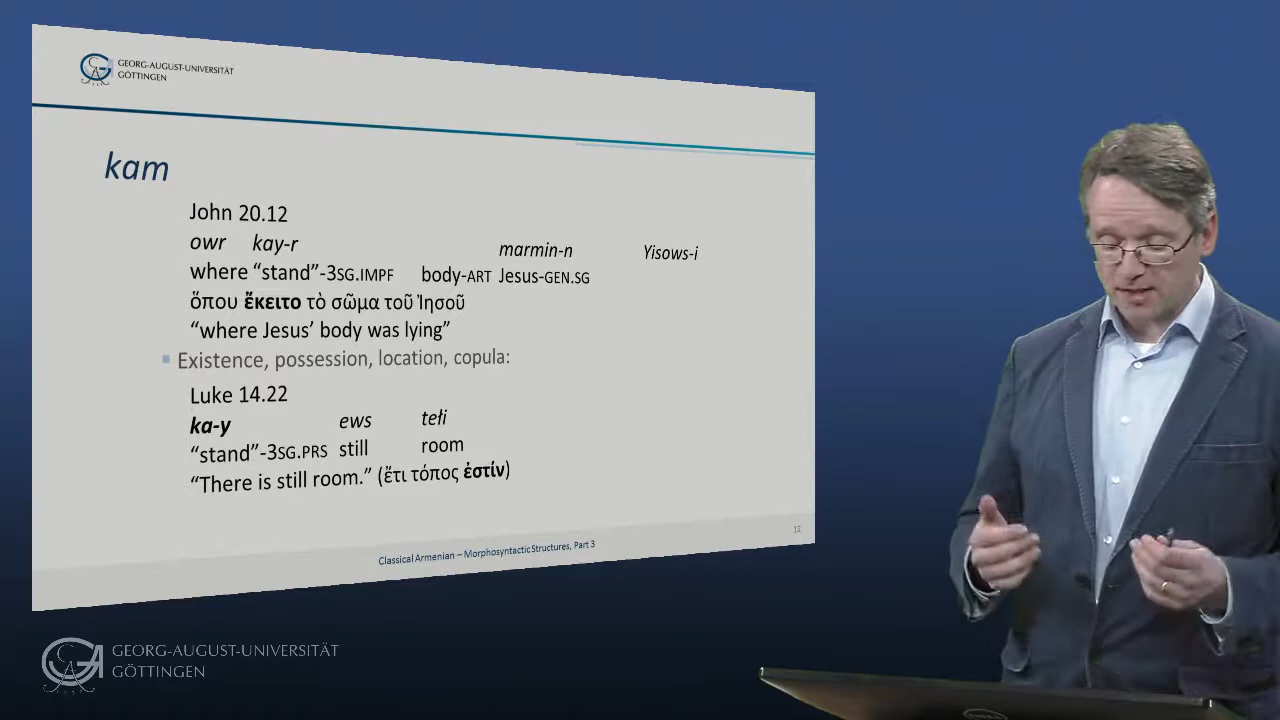 GEORG-AUGUST-UNIVERSITÄT
GÖTTINGEN
kam
John 20.12
owr kay-r marmin-n Yisows-i
where “stand”-3SG.IMPF body-ART Jesus-GEN.SG
ὅπου ἔκειτο τὸ σῶμα τοῦ Ἰησοῦ
“where Jesus’ body was lying”
Existence, possession, location, copula:
Luke 14.22
ka-y ews tełi
“stand”-3SG.PRS still room
“There is still room.” (ἔτι τόπος ἐστίν)
12
Classical Armenian – Morphosyntactic Structures, Part 3
GEORG-AUGUST-UNIVERSITÄT
GÖTTINGEN